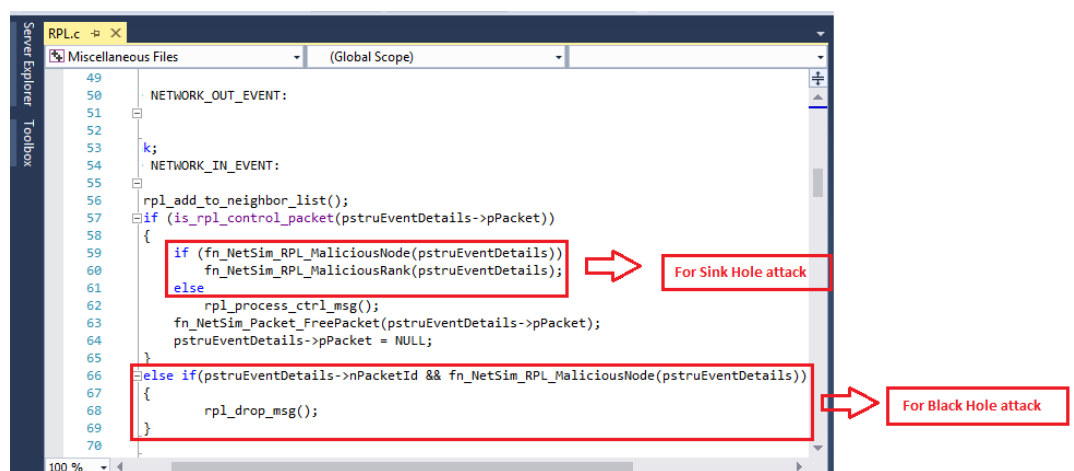 Server Explorer
Toolbox
RPL.c
Miscellaneous Files
(Global Scope)
49
50 NETWORK_OUT_EVENT:
51
52
53 k;
54 NETWORK_IN_EVENT:
55
56 rpl_add_to_neighbor_list();
57 if (is_rpl_control_packet(pstruEventDetails->pPacket))
58 {
59 if (fn_NetSim_RPL_MaliciousNode(pstruEventDetails))
60 fn_NetSim_RPL_MaliciousRank(pstruEventDetails);
61 else
62 rpl_process_ctrl_msg();
63 fn_NetSim_Packet_FreePacket(pstruEventDetails->pPacket);
64 pstruEventDetails->pPacket = NULL;
65 }
66 else if(pstruEventDetails->nPacketId && fn_NetSim_RPL_MaliciousNode(pstruEventDetails))
67 {
68 rpl_drop_msg();
69 }
70
100 %
For Sink Hole attack
For Black Hole attack